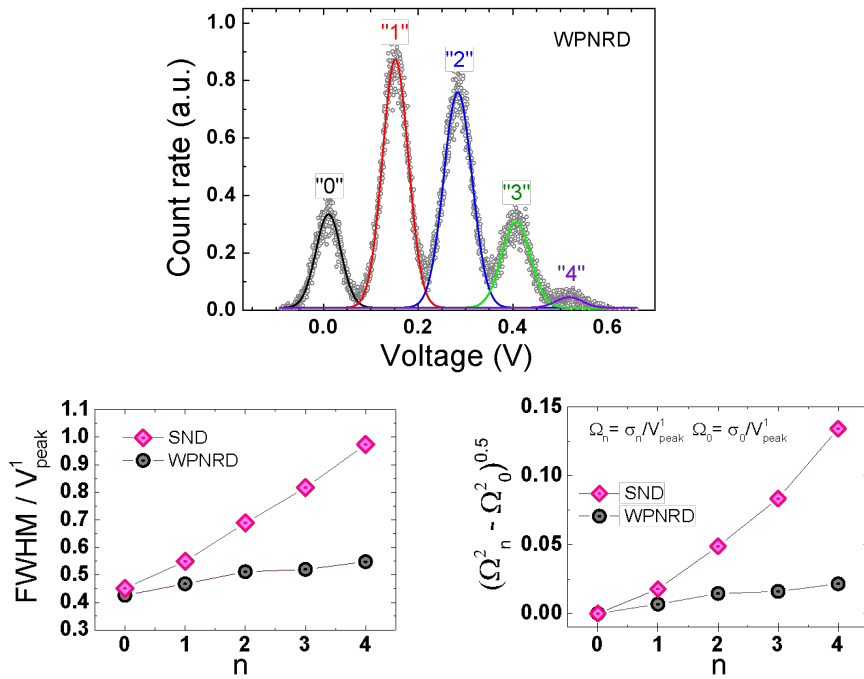 WPNRD
"0"
"1"
"2"
"3"
"4"
1.0
0.8
0.6
0.4
0.2
0.0
Count rate (a.u.)
0.0 0.2 0.4 0.6
Voltage (V)
1.1
1.0
0.9
0.8
0.7
0.6
0.5
0.4
0.3
FWHM / V¹peak
SND
WPNRD
0 1 2 3 4
n
0.15
0.10
0.05
0.00
(Ω²n - Ω²0)^0.5
Ωn = σn/V¹peak Ω0 = σ0/V¹peak
SND
WPNRD
0 1 2 3 4
n